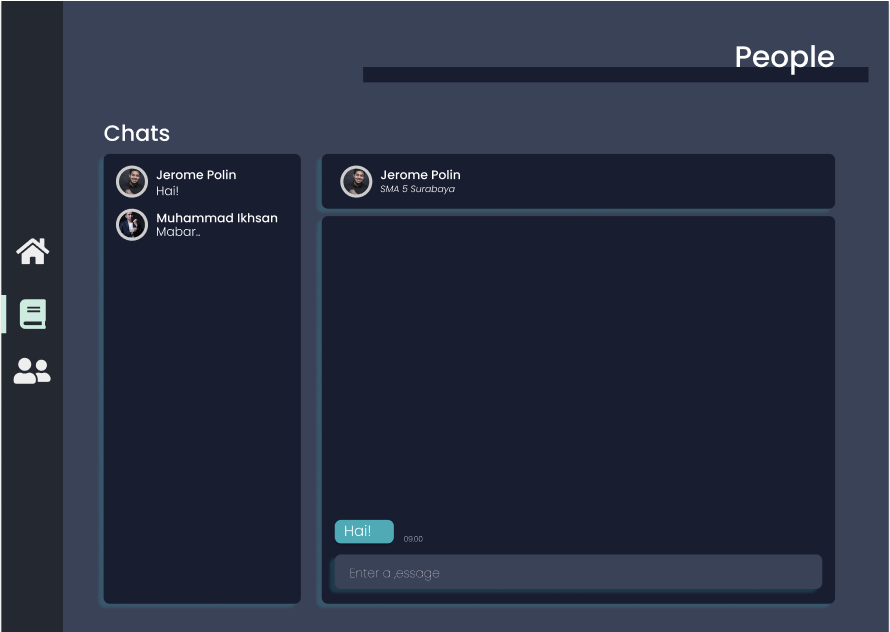 People
Chats
Jerome Polin
Hai!
Muhammad Ikhsan
Mabar..
Jerome Polin
SMA 5 Surabaya
Hai!
09.00
Enter a ,essage